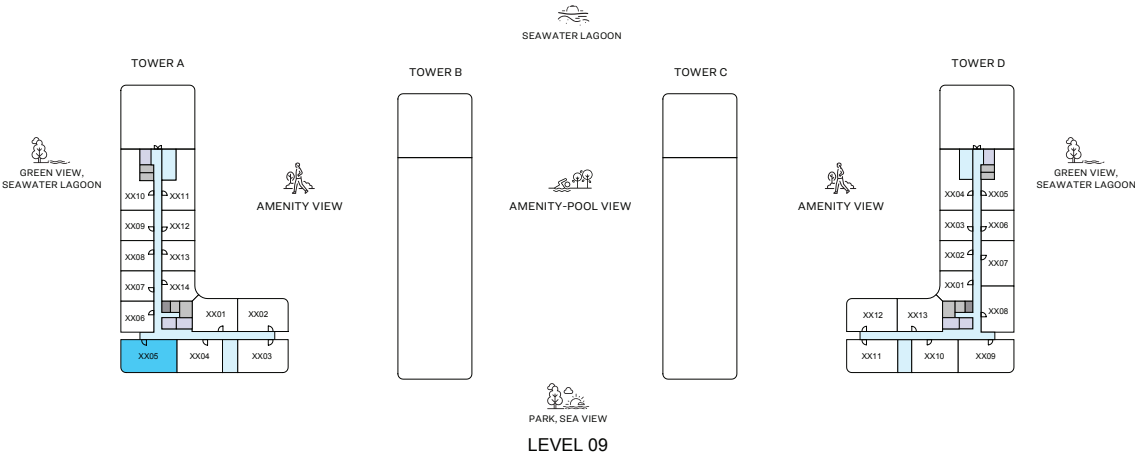 SEAWATER LAGOON
TOWER A
TOWER B
TOWER C
TOWER D
GREEN VIEW,
SEAWATER LAGOON
AMENITY VIEW
AMENITY-POOL VIEW
AMENITY VIEW
GREEN VIEW,
SEAWATER LAGOON
XX10
XX11
XX09
XX12
XX08
XX13
XX07
XX14
XX06
XX01
XX02
XX05
XX04
XX03
XX04
XX05
XX03
XX06
XX02
XX07
XX01
XX08
XX12
XX13
XX11
XX10
XX09
PARK, SEA VIEW
LEVEL 09